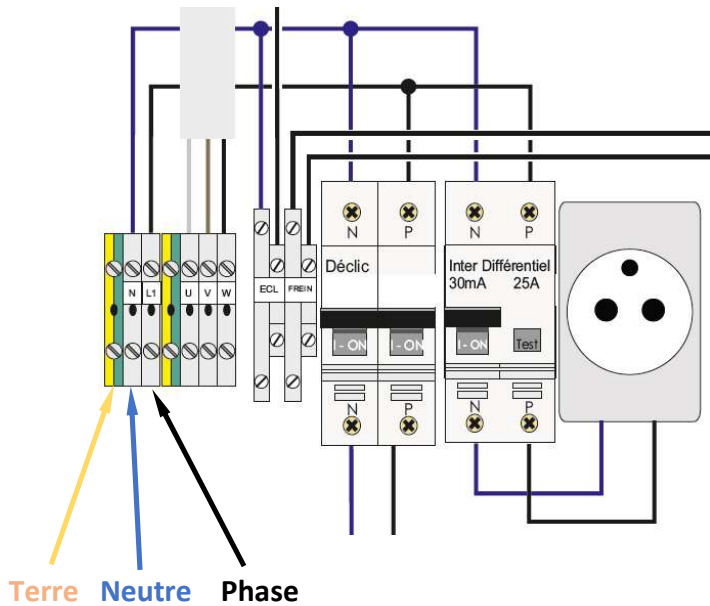 N P N P
Déclic
Inter Différentiel
30mA 25A
N L1 U V W ECL FREIN
I - ON I - ON I - ON Test
N P N P
Terre Neutre Phase